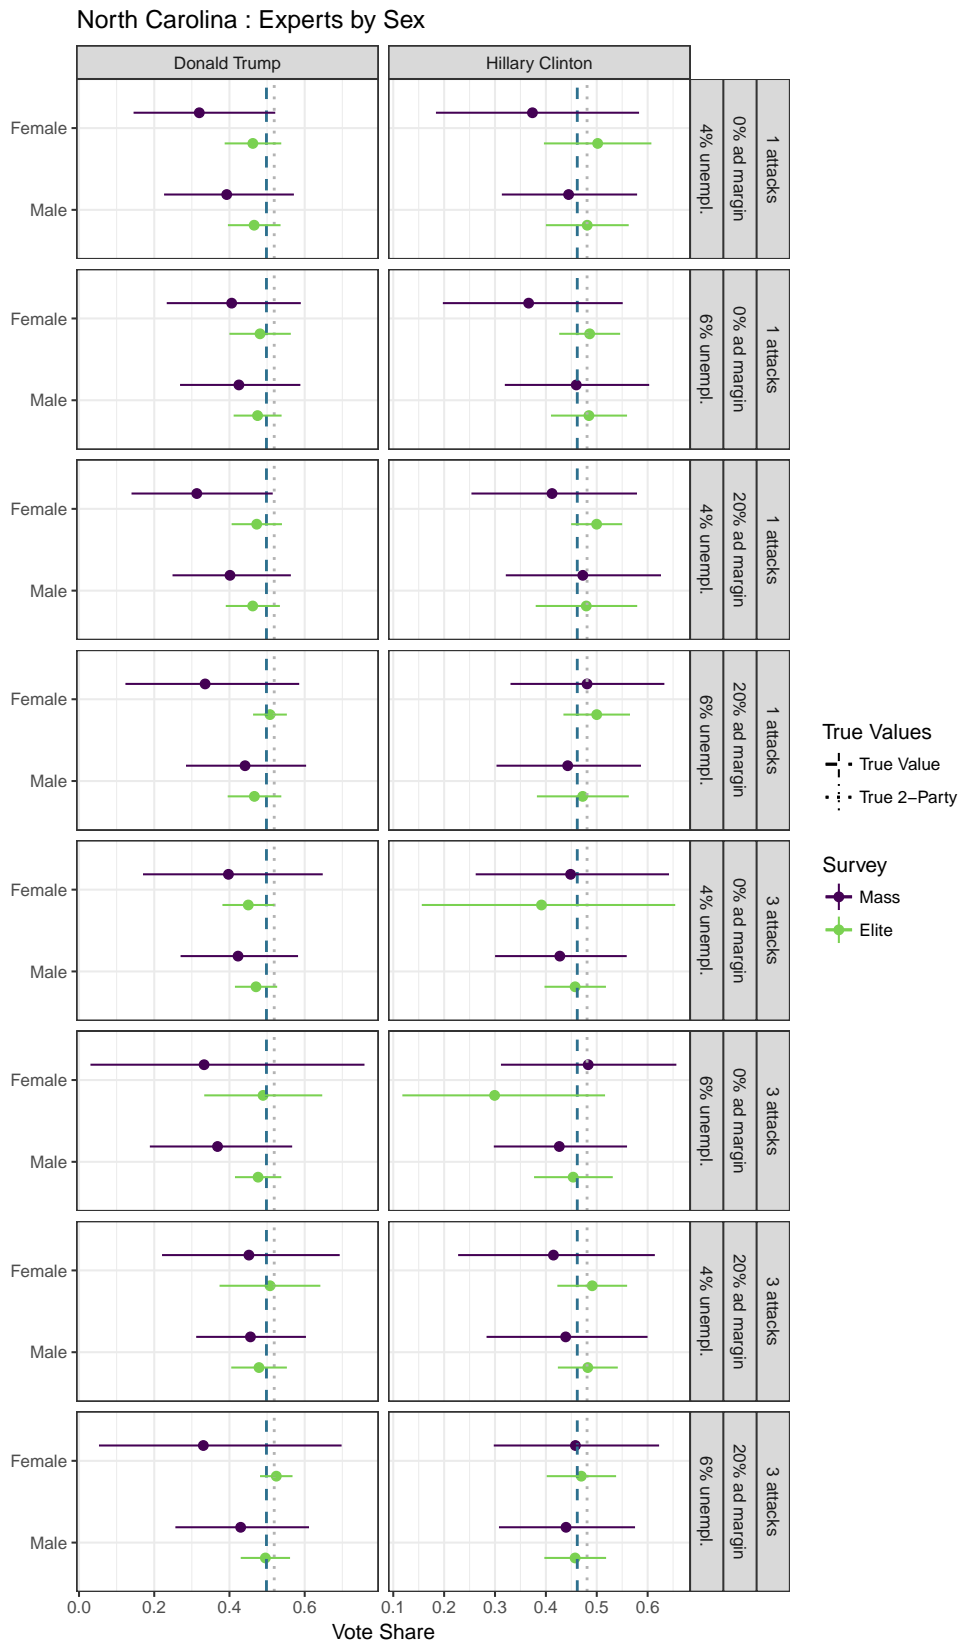 North Carolina : Experts by Sex
Donald Trump
Hillary Clinton
Female
Male
4% unempl.
0% ad margin
1 attacks
Female
Male
6% unempl.
0% ad margin
1 attacks
Female
Male
4% unempl.
20% ad margin
1 attacks
Female
Male
6% unempl.
20% ad margin
1 attacks
Female
Male
4% unempl.
0% ad margin
3 attacks
Female
Male
6% unempl.
0% ad margin
3 attacks
Female
Male
4% unempl.
20% ad margin
3 attacks
Female
Male
6% unempl.
20% ad margin
3 attacks
0.0 0.2 0.4 0.6
0.1 0.2 0.3 0.4 0.5 0.6
Vote Share
True Values
True Value
True 2−Party
Survey
Mass
Elite